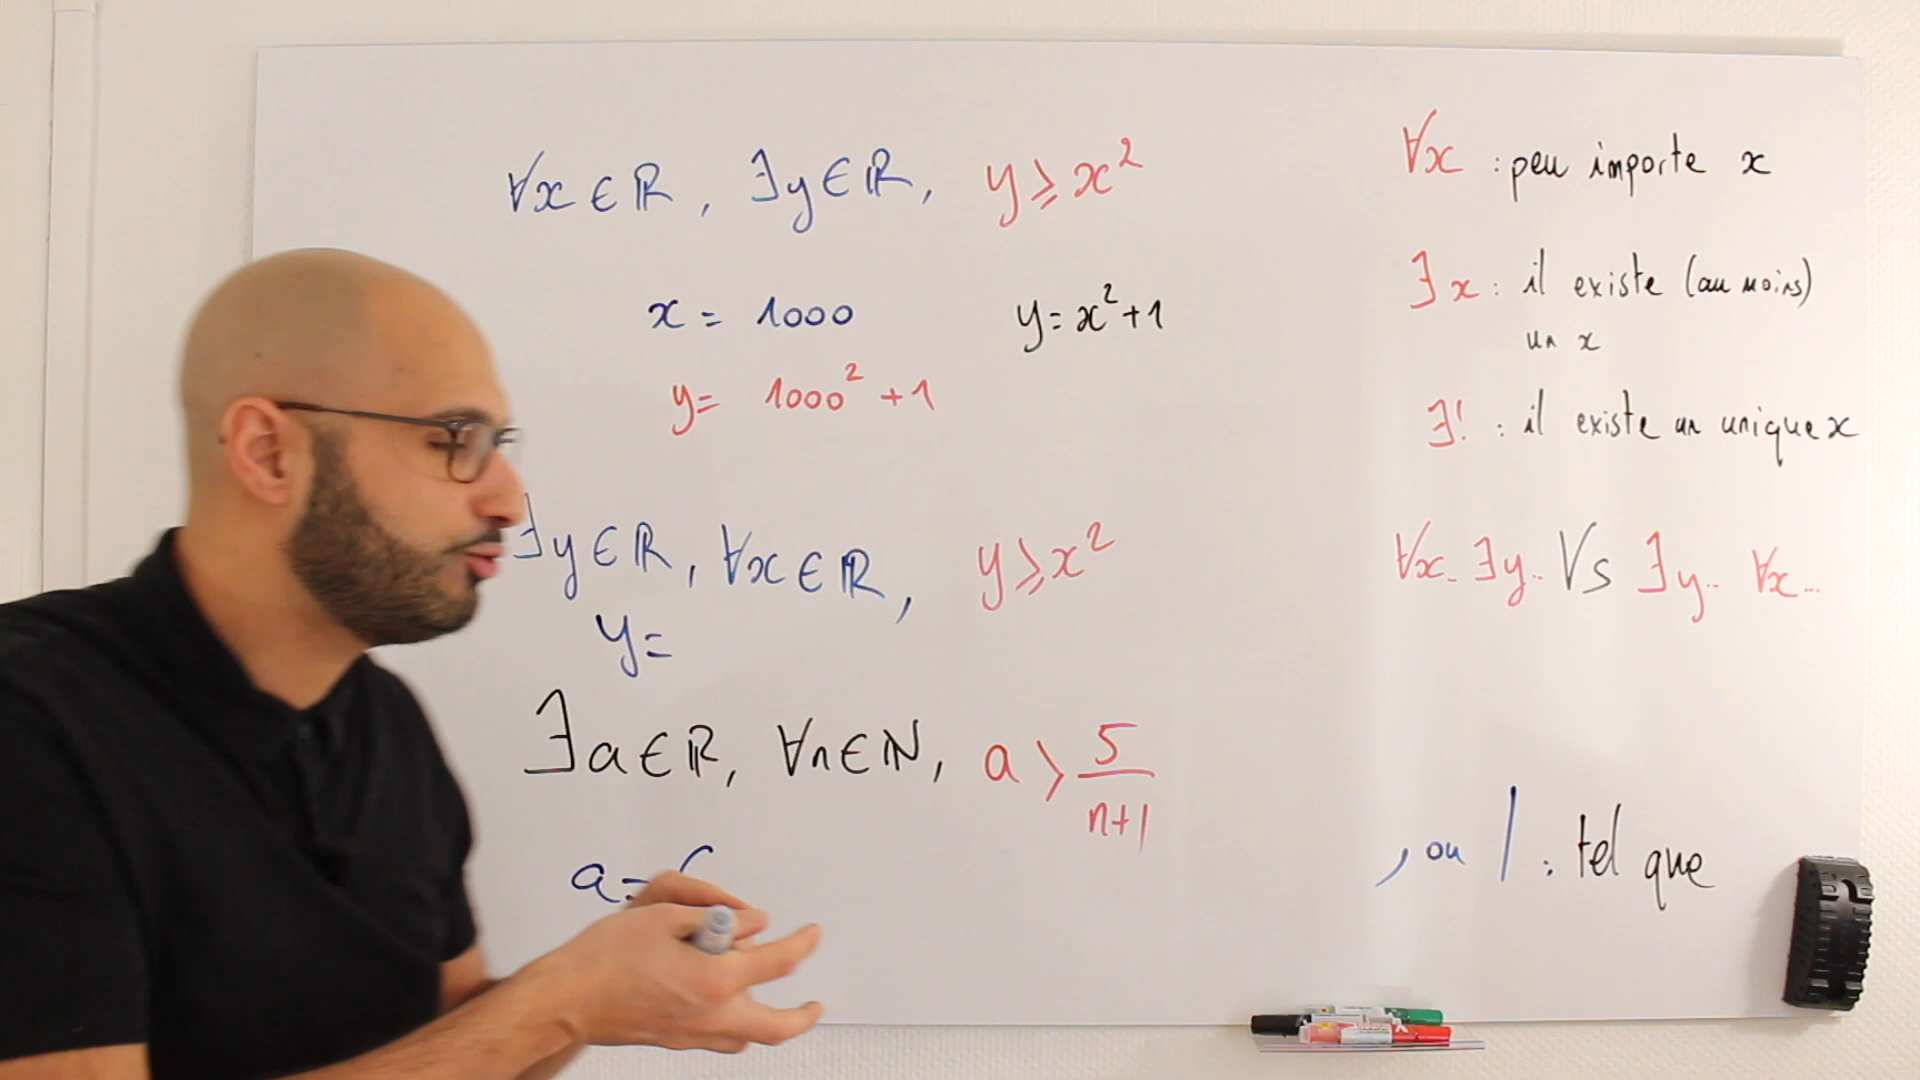 ∀x ∈ ℝ, ∃y ∈ ℝ, y ⩾ x²
x = 1000
y = x² + 1
y = 1000² + 1
∃y ∈ ℝ, ∀x ∈ ℝ, y ⩾ x²
y =
∃a ∈ ℝ, ∀n ∈ ℕ, a > 5/(n+1)
a =
∀x : peu importe x
∃x : il existe (au moins)
un x
∃! : il existe un unique x
∀x.. ∃y.. Vs ∃y.. ∀x...
, ou / : tel que